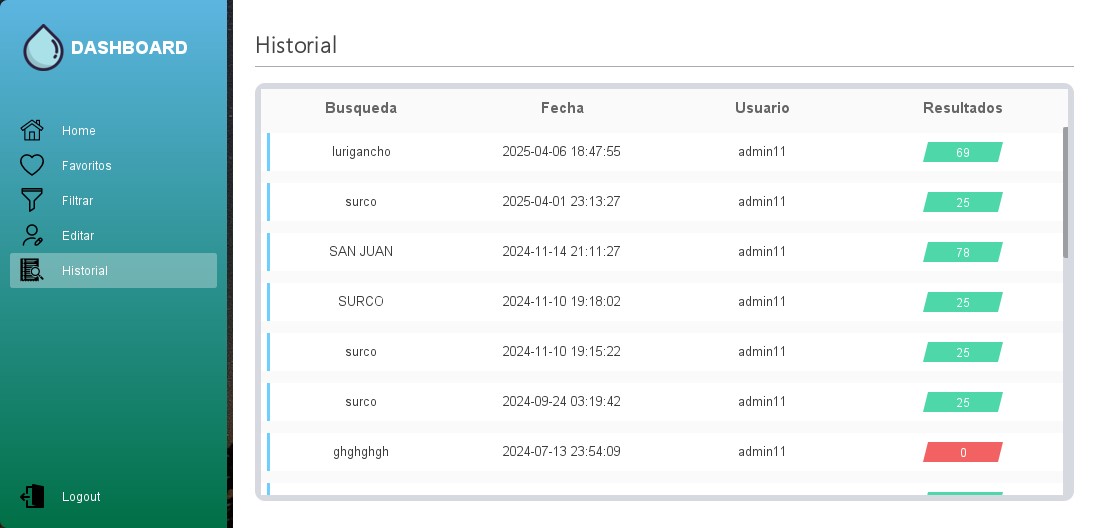 DASHBOARD
Home
Favoritos
Filtrar
Editar
Historial
Logout
Historial
Busqueda Fecha Usuario Resultados
lurigancho 2025-04-06 18:47:55 admin11 69
surco 2025-04-01 23:13:27 admin11 25
SAN JUAN 2024-11-14 21:11:27 admin11 78
SURCO 2024-11-10 19:18:02 admin11 25
surco 2024-11-10 19:15:22 admin11 25
surco 2024-09-24 03:19:42 admin11 25
ghghghgh 2024-07-13 23:54:09 admin11 0